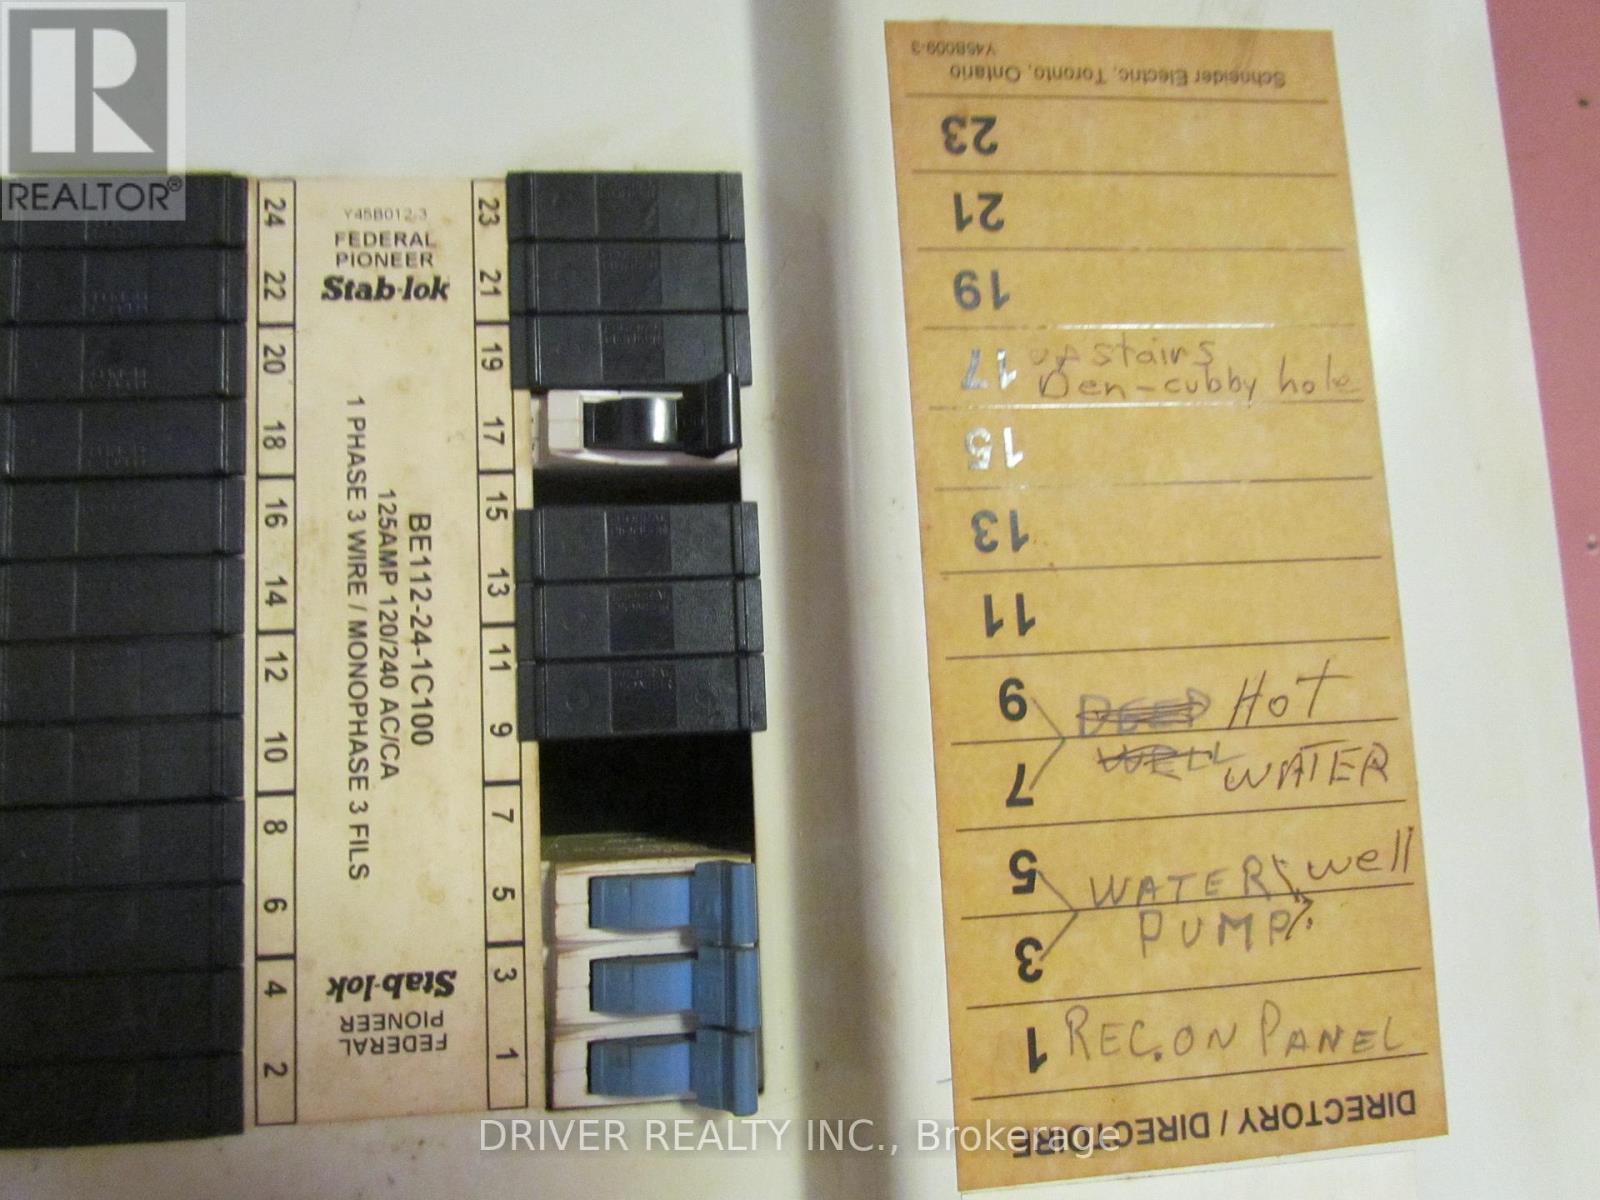 REALTOR®
24
22
20
18
16
14
12
10
8
6
4
2
Y45B012-3
FEDERAL
PIONEER
Stab-lok
BE112-24-1C100
125AMP 120/240 AC/CA
1 PHASE 3 WIRE / MONOPHASE 3 FILS
FEDERAL
PIONEER
Stab-lok
23
21
19
17
15
13
11
9
7
5
3
1
Y45B009-3
Schneider Electric, Toronto, Ontario
23
21
19
17 upstairs
Den-cubby hole
15
13
11
9 DEEP HOT
7 WELL WATER
5 WATER well
3 PUMP
1 REC. ON PANEL
DIRECTORY / DIRECTOIRE
DRIVER REALTY INC., Brokerage